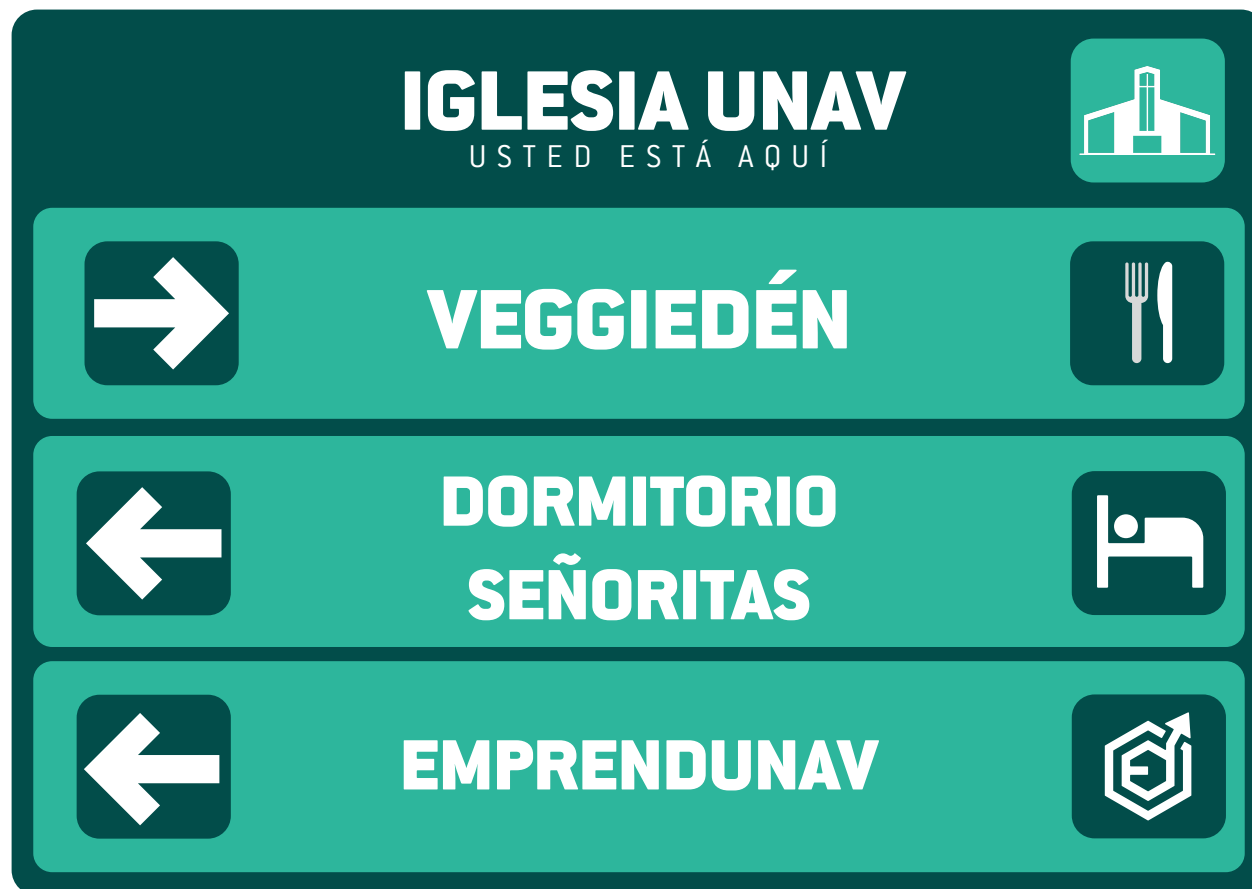 IGLESIA UNAV
USTED ESTÁ AQUÍ
VEGGIEDÉN
DORMITORIO
SEÑORITAS
EMPRENDUNAV
E